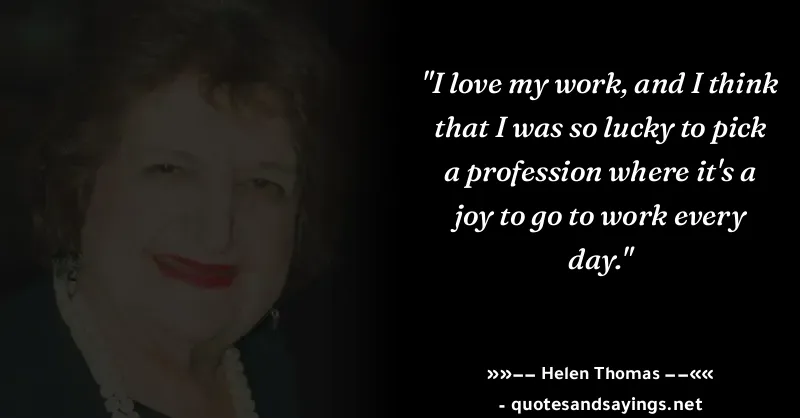 "I love my work, and I think
that I was so lucky to pick
a profession where it's a
joy to go to work every
day."
»»−− Helen Thomas −−««
- quotesandsayings.net